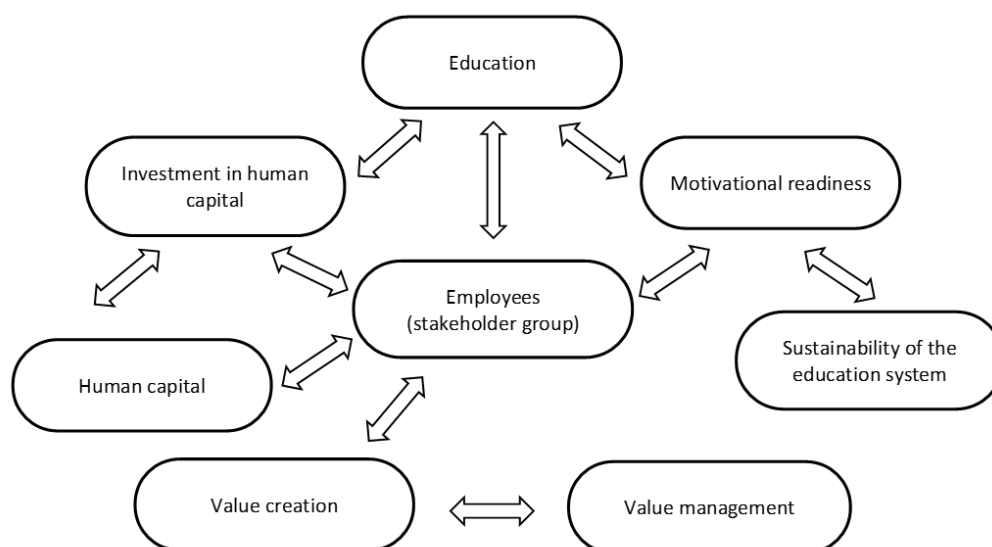 Education
Investment in human
capital
Motivational readiness
Employees
(stakeholder group)
Human capital
Sustainability of the
education system
Value creation
Value management